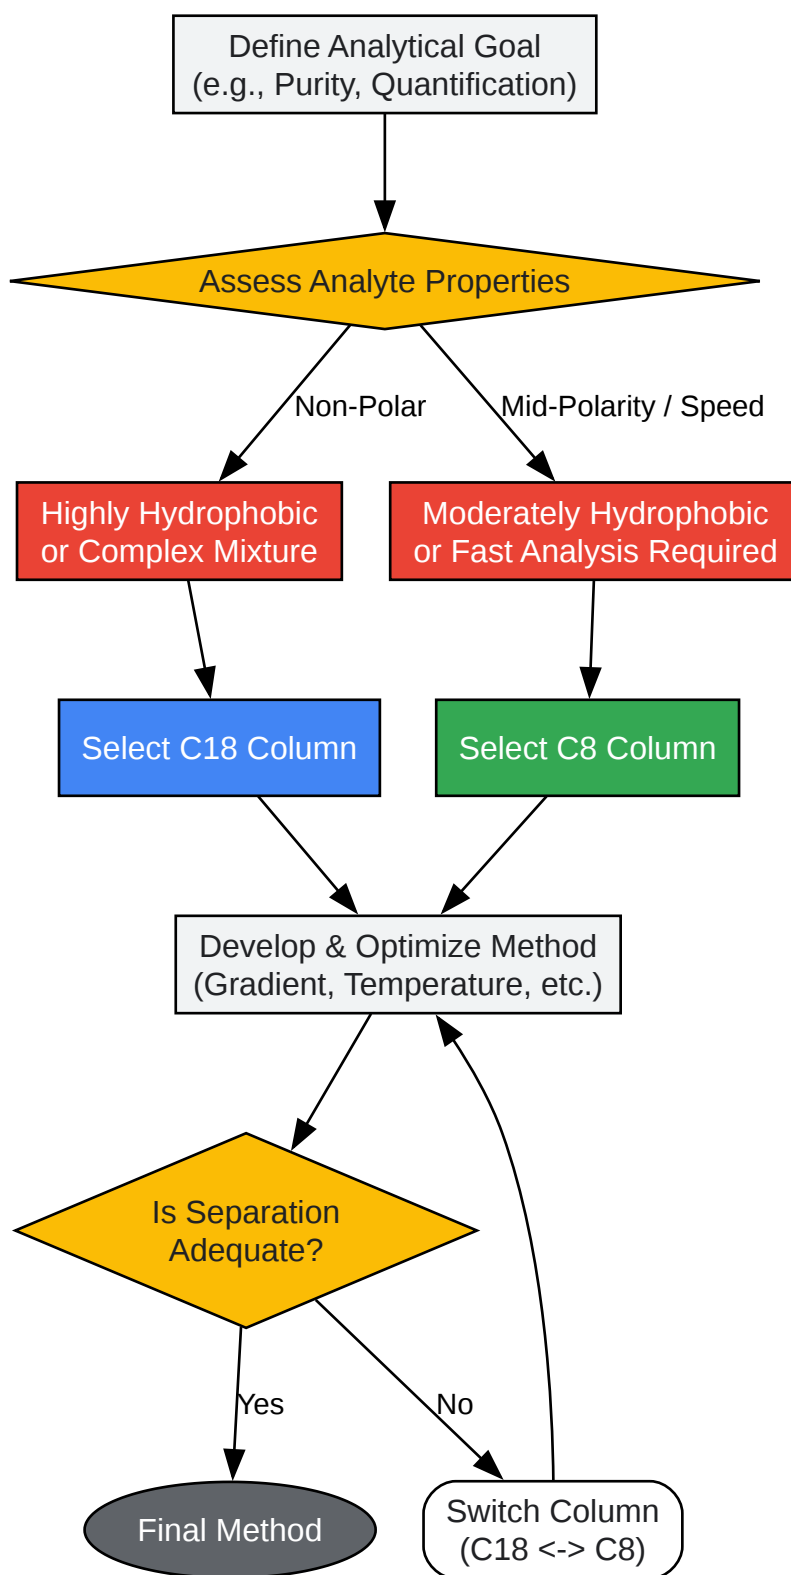 Define Analytical Goal
(e.g., Purity, Quantification)
Assess Analyte Properties
Non-Polar
Mid-Polarity / Speed
Highly Hydrophobic
or Complex Mixture
Moderately Hydrophobic
or Fast Analysis Required
Select C18 Column
Select C8 Column
Develop & Optimize Method
(Gradient, Temperature, etc.)
Is Separation
Adequate?
Yes
No
Final Method
Switch Column
(C18 <-> C8)